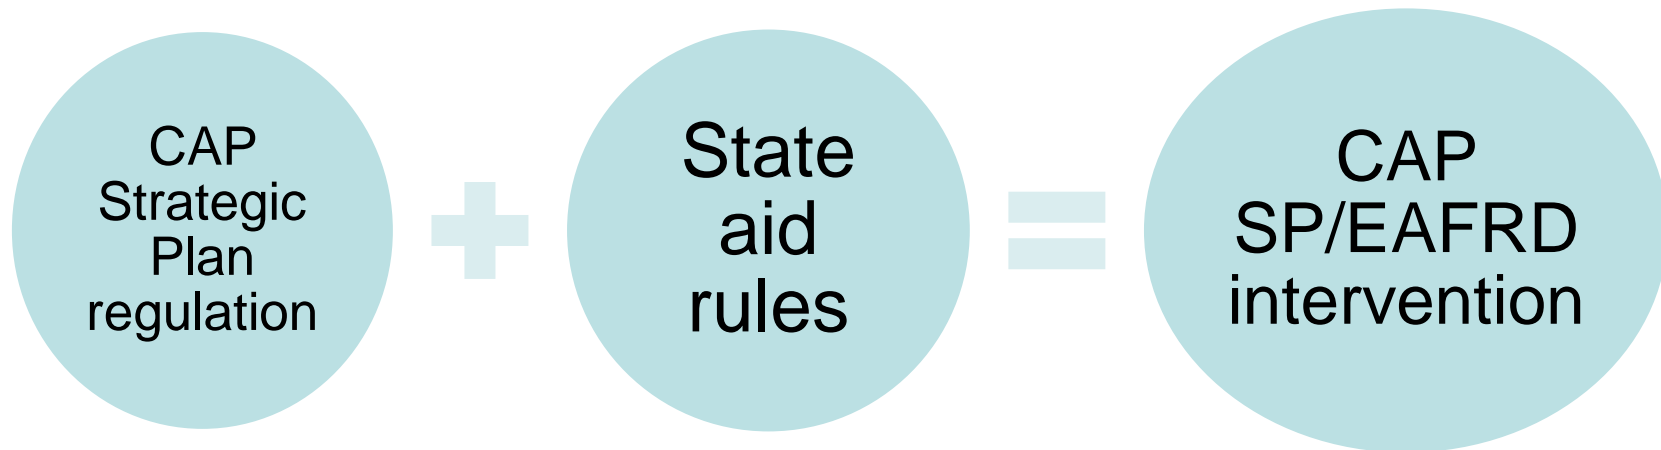 CAP
Strategic
Plan
regulation
+
State
aid
rules
=
CAP
SP/EAFRD
intervention